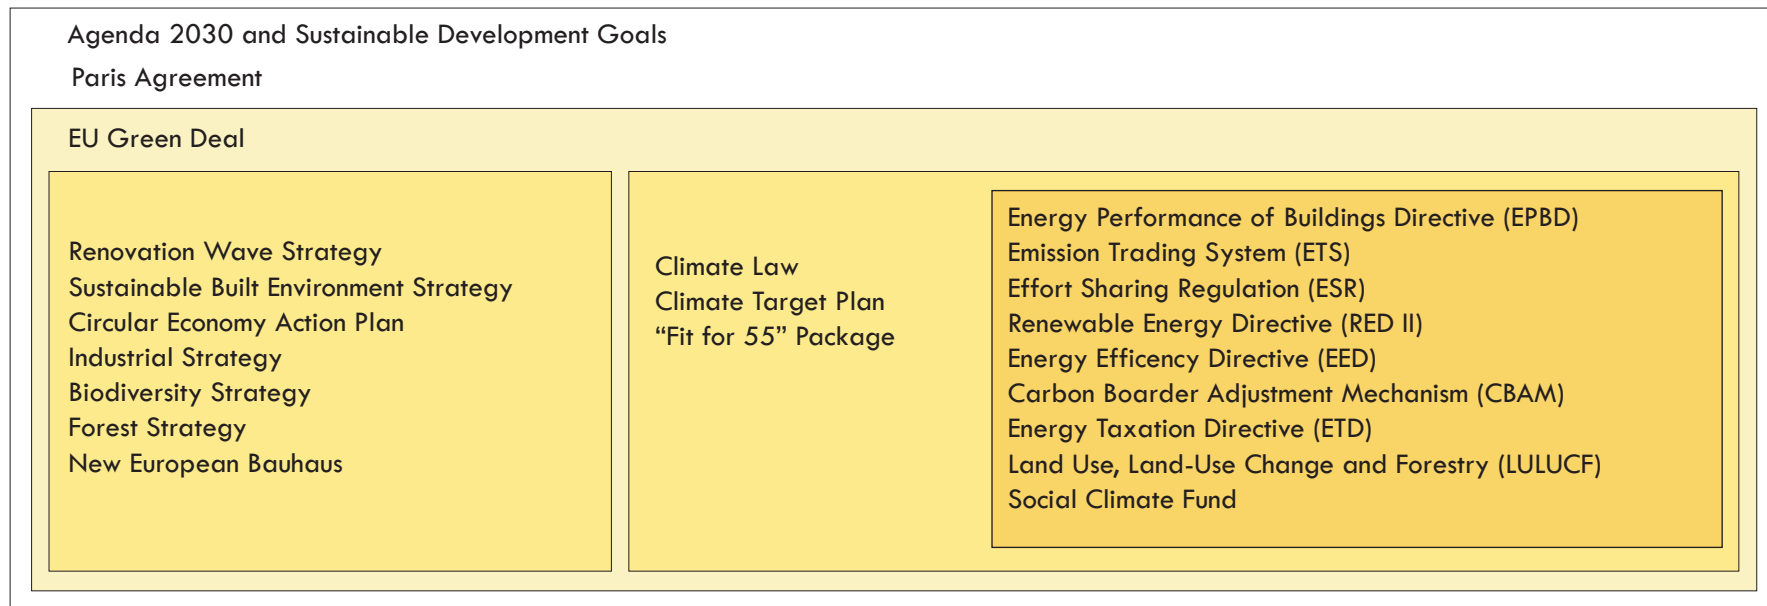 Agenda 2030 and Sustainable Development Goals
Paris Agreement
EU Green Deal
Renovation Wave Strategy
Sustainable Built Environment Strategy
Circular Economy Action Plan
Industrial Strategy
Biodiversity Strategy
Forest Strategy
New European Bauhaus
Climate Law
Climate Target Plan
“Fit for 55” Package
Energy Performance of Buildings Directive (EPBD)
Emission Trading System (ETS)
Effort Sharing Regulation (ESR)
Renewable Energy Directive (RED II)
Energy Efficency Directive (EED)
Carbon Boarder Adjustment Mechanism (CBAM)
Energy Taxation Directive (ETD)
Land Use, Land-Use Change and Forestry (LULUCF)
Social Climate Fund